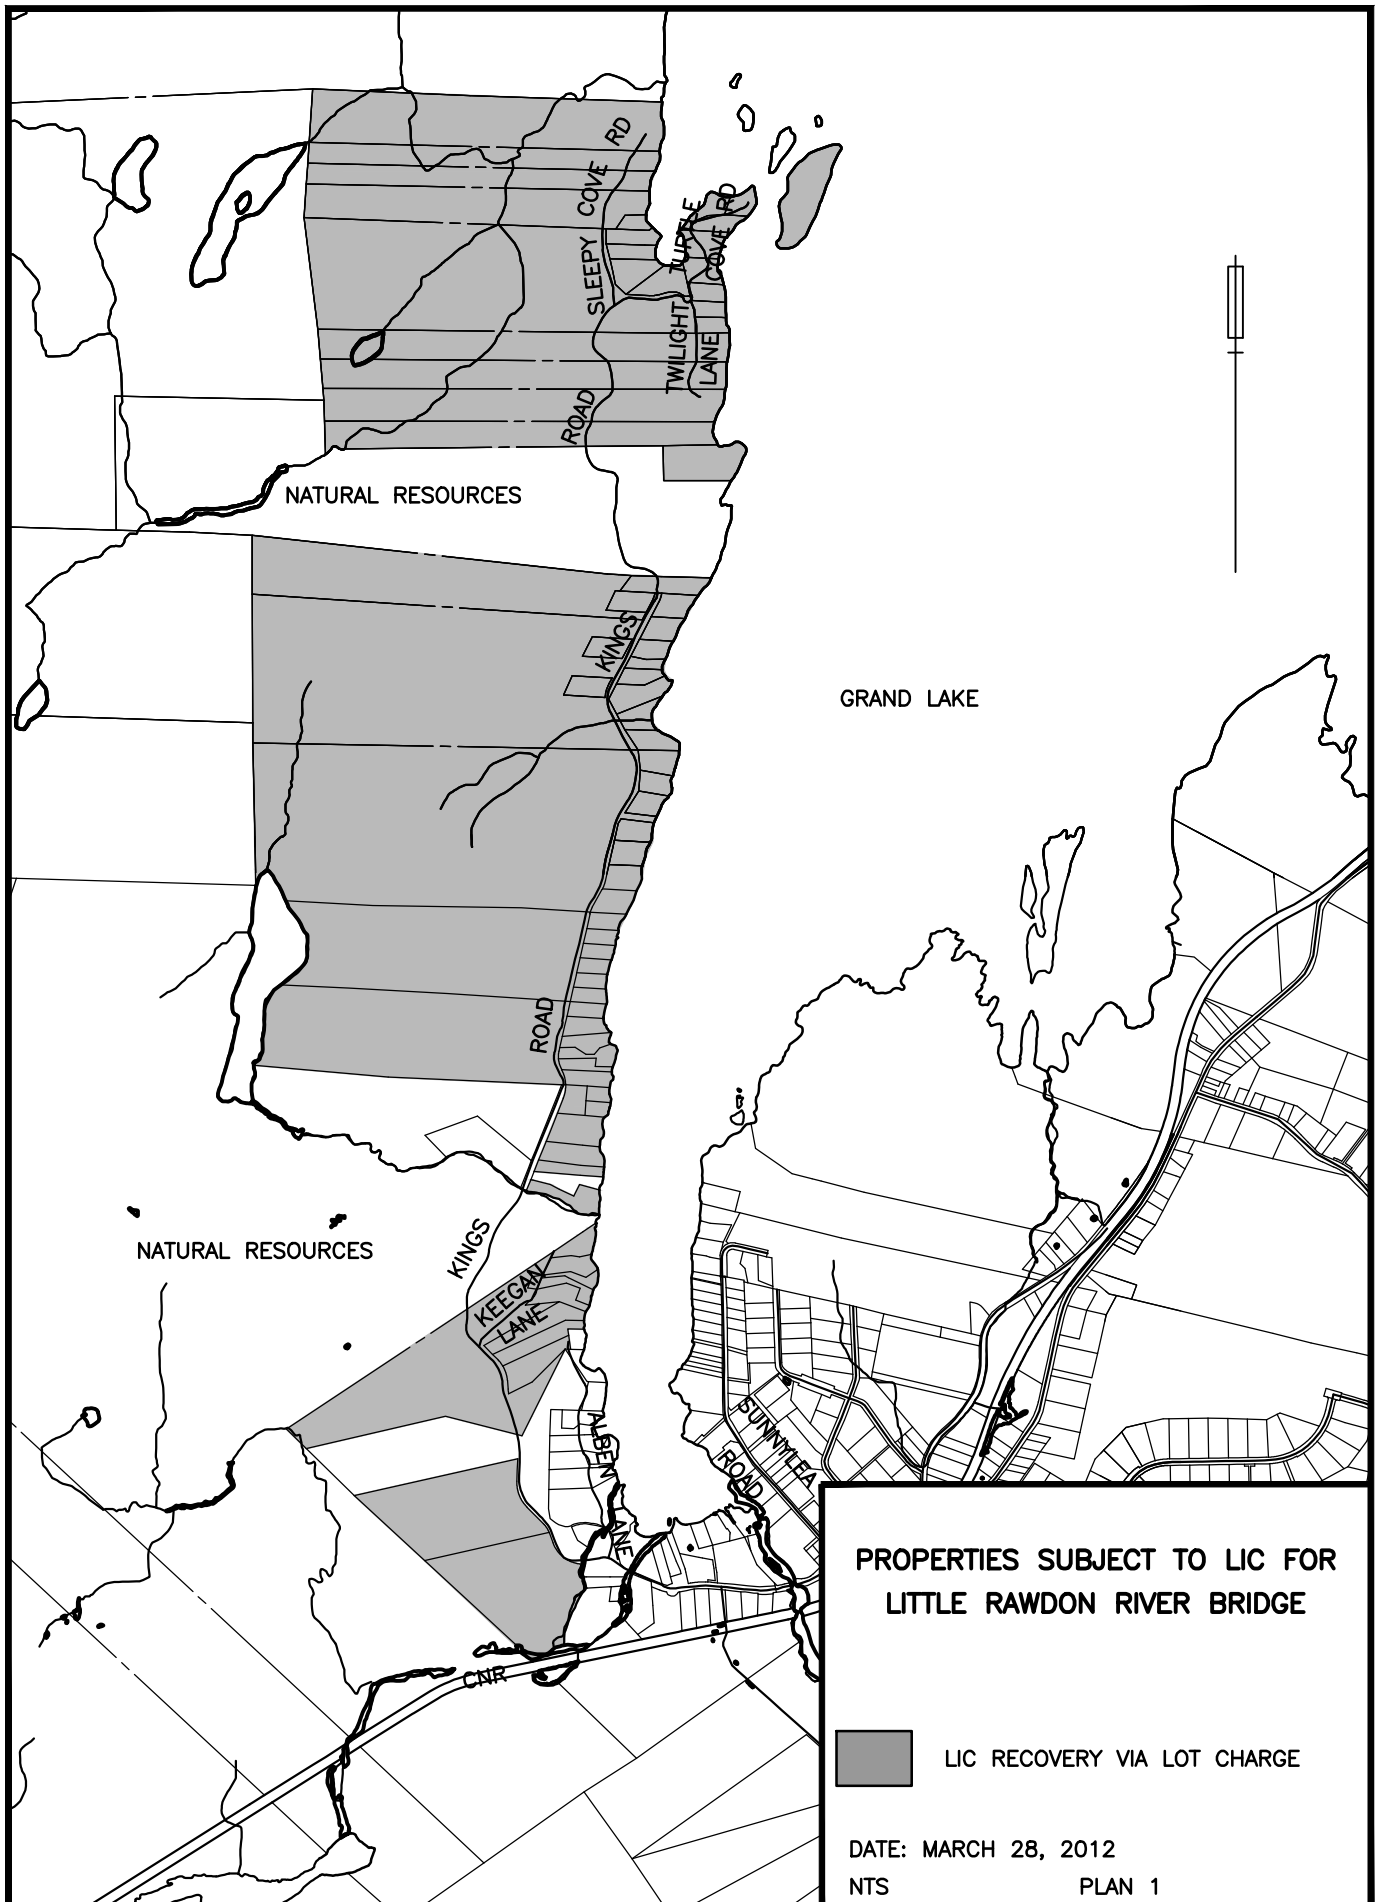 SLEEPY COVE RD
TURTLE
COVE RD
TWILIGHT
LANE
ROAD
NATURAL RESOURCES
KINGS
GRAND LAKE
ROAD
KINGS
NATURAL RESOURCES
KEEGAN
LANE
ALBEN LANE
SUNNYLEA
ROAD
CNR
PROPERTIES SUBJECT TO LIC FOR
LITTLE RAWDON RIVER BRIDGE
LIC RECOVERY VIA LOT CHARGE
DATE: MARCH 28, 2012
NTS PLAN 1